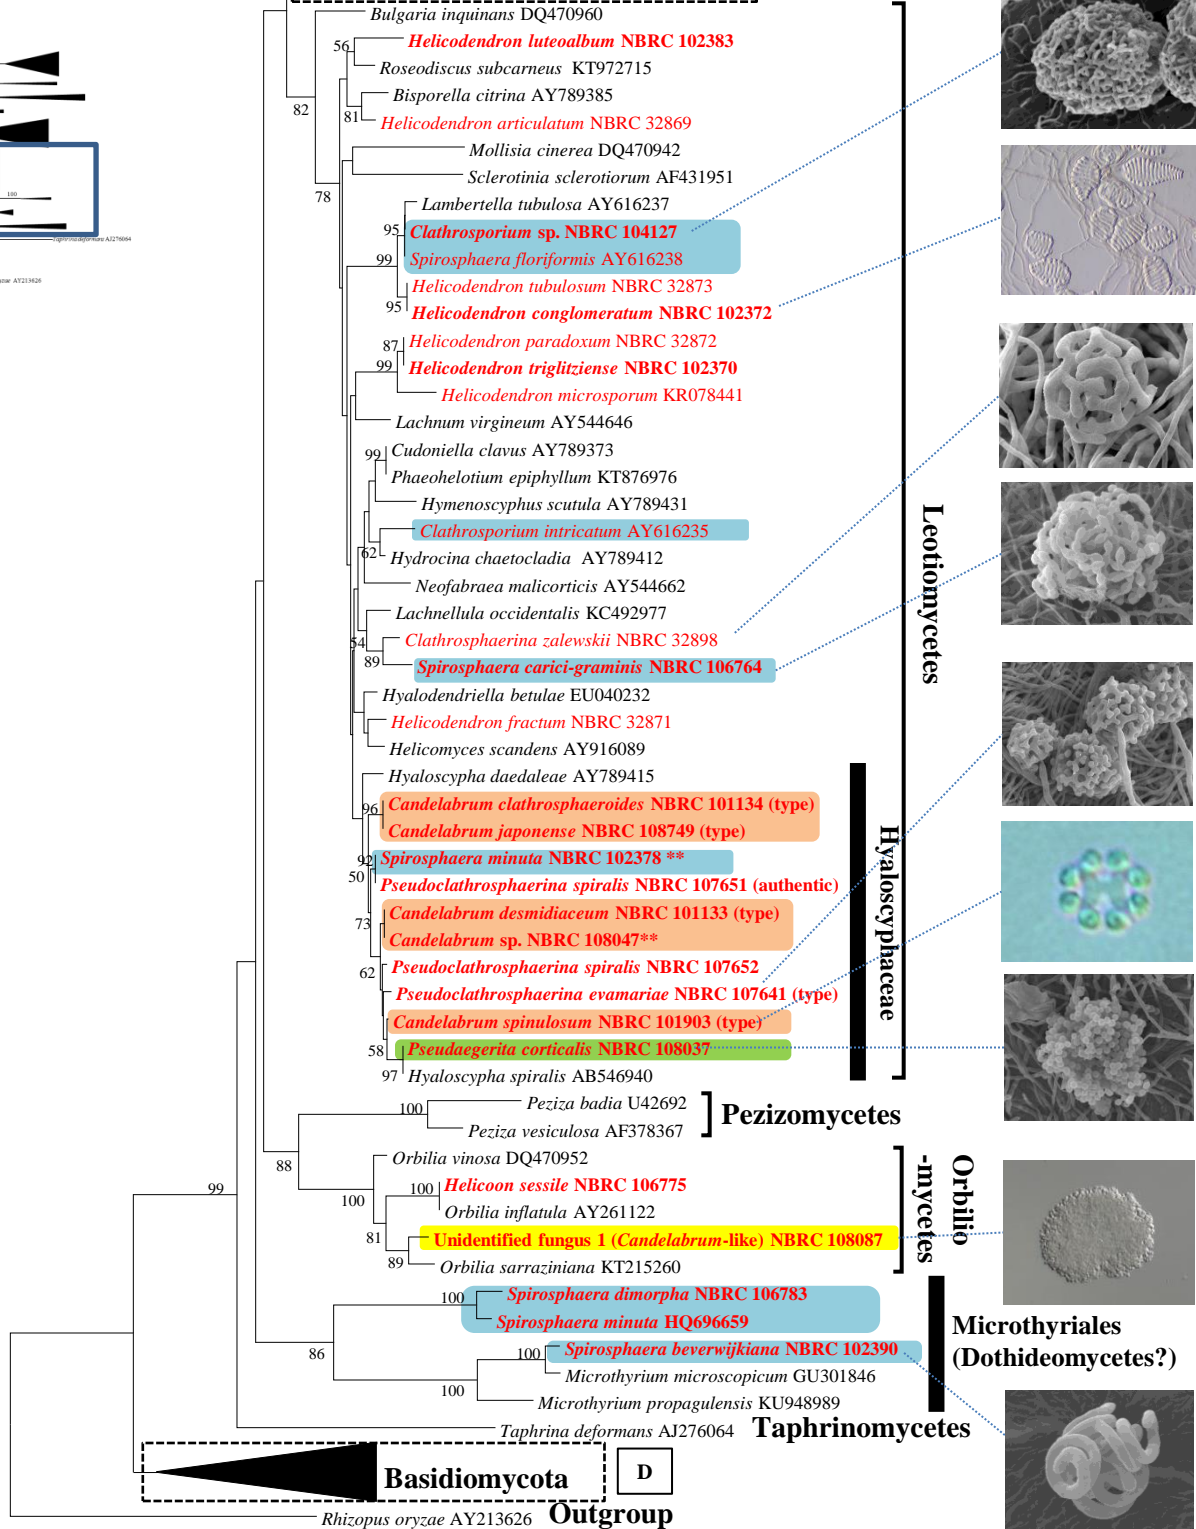 Bulgaria inquinans DQ470960
56
Helicodendron luteoalbum NBRC 102383
Roseodiscus subcarneus KT972715
Bisporella citrina AY789385
82
81
Helicodendron articulatum NBRC 32869
Mollisia cinerea DQ470942
Sclerotinia sclerotiorum AF431951
78
100
Lambertella tubulosa AY616237
95
Clathrosporium sp. NBRC 104127
Taphrina deformans AJ276064
Spirosphaera floriformis AY616238
99
AY213626
Helicodendron tubulosum NBRC 32873
95
Helicodendron conglomeratum NBRC 102372
87
Helicodendron paradoxum NBRC 32872
99
Helicodendron triglitziense NBRC 102370
Helicodendron microsporum KR078441
Lachnum virgineum AY544646
99
Cudoniella clavus AY789373
Phaeohelotium epiphyllum KT876976
Hymenoscyphus scutula AY789431
Clathrosporium intricatum AY616235
62
Hydrocina chaetocladia AY789412
Neofabraea malicorticis AY544662
Leotiomycetes
Lachnellula occidentalis KC492977
54
Clathrosphaerina zalewskii NBRC 32898
89
Spirosphaera carici-graminis NBRC 106764
Hyalodendriella betulae EU040232
Helicodendron fractum NBRC 32871
Helicomyces scandens AY916089
Hyaloscypha daedaleae AY789415
96
Candelabrum clathrosphaeroides NBRC 101134 (type)
Candelabrum japonense NBRC 108749 (type)
92
Spirosphaera minuta NBRC 102378 **
50
Pseudoclathrosphaerina spiralis NBRC 107651 (authentic)
Hyaloscyphaceae
73
Candelabrum desmidiaceum NBRC 101133 (type)
Candelabrum sp. NBRC 108047**
62
Pseudoclathrosphaerina spiralis NBRC 107652
Pseudoclathrosphaerina evamariae NBRC 107641 (type)
Candelabrum spinulosum NBRC 101903 (type)
58
Pseudaegerita corticalis NBRC 108037
97
Hyaloscypha spiralis AB546940
100
Peziza badia U42692
Pezizomycetes
Peziza vesiculosa AF378367
88
Orbilia vinosa DQ470952
99
100
100
Helicoon sessile NBRC 106775
Orbilia inflatula AY261122
Orbilio
-mycetes
81
Unidentified fungus 1 (Candelabrum-like) NBRC 108087
89
Orbilia sarraziniana KT215260
100
Spirosphaera dimorpha NBRC 106783
Spirosphaera minuta HQ696659
Microthyriales
(Dothideomycetes?)
86
100
Spirosphaera beverwijkiana NBRC 102390
Microthyrium microscopicum GU301846
100
Microthyrium propagulensis KU948989
Taphrina deformans AJ276064 Taphrinomycetes
Basidiomycota
D
Rhizopus oryzae AY213626 Outgroup